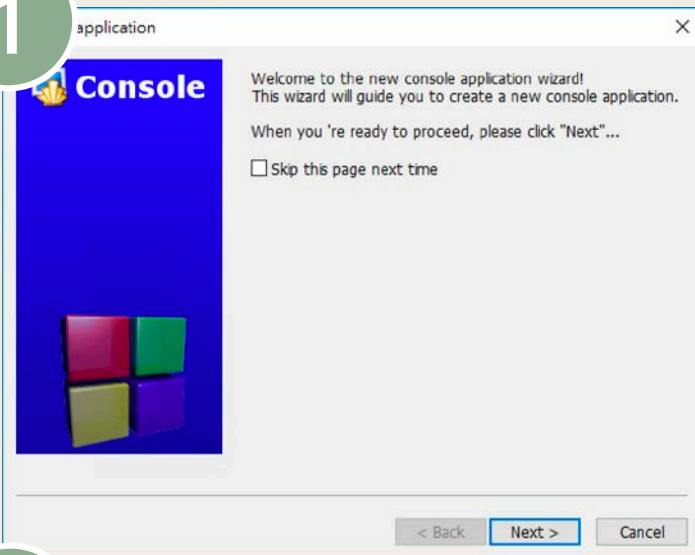 1
application
Console
Welcome to the new console application wizard!
This wizard will guide you to create a new console application.
When you 're ready to proceed, please click "Next"...
Skip this page next time
< Back Next > Cancel